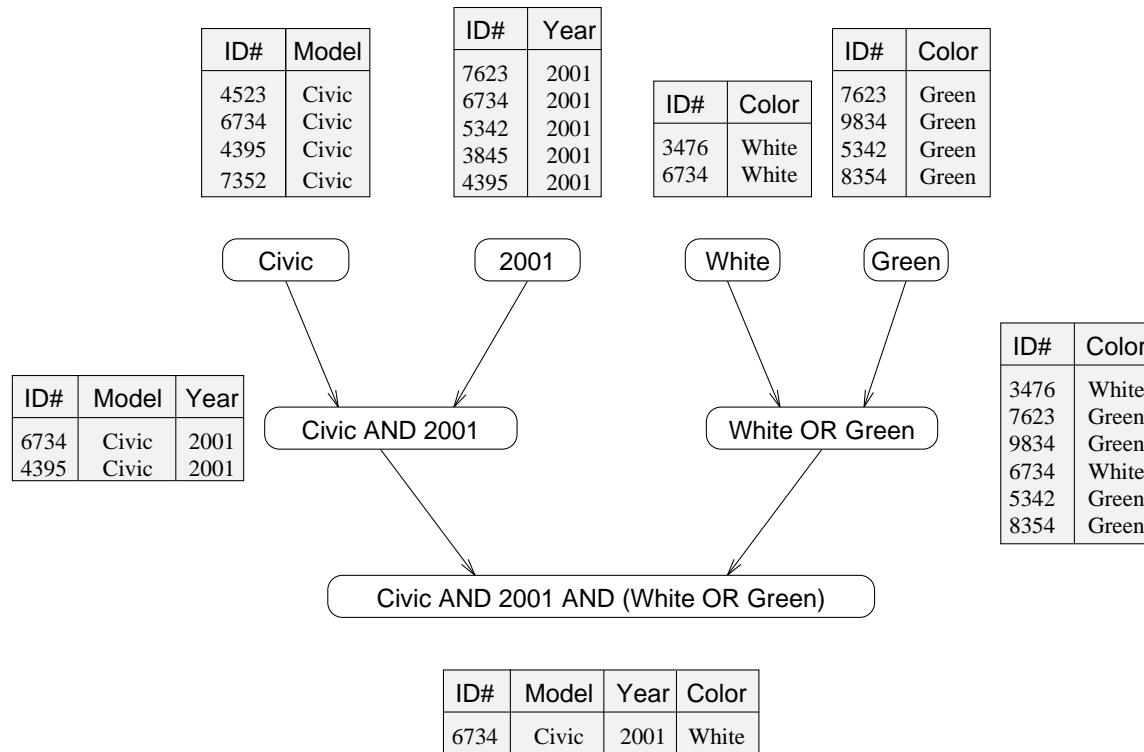 ID# Model
4523 Civic
6734 Civic
4395 Civic
7352 Civic
ID# Year
7623 2001
6734 2001
5342 2001
3845 2001
4395 2001
ID# Color
3476 White
6734 White
ID# Color
7623 Green
9834 Green
5342 Green
8354 Green
Civic
2001
White
Green
ID# Model Year
6734 Civic 2001
4395 Civic 2001
Civic AND 2001
White OR Green
ID# Color
3476 White
7623 Green
9834 Green
6734 White
5342 Green
8354 Green
Civic AND 2001 AND (White OR Green)
ID# Model Year Color
6734 Civic 2001 White